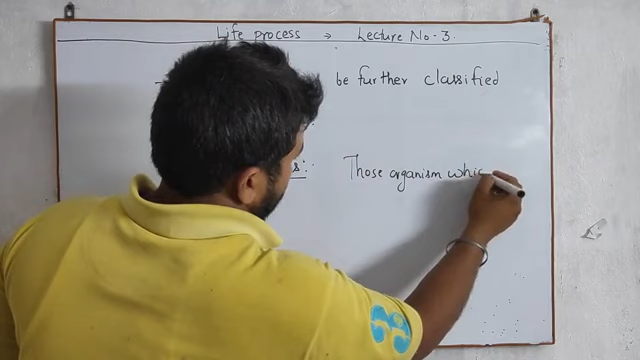 Life process → Lecture No. 3.
be further classified
s: Those organism whic